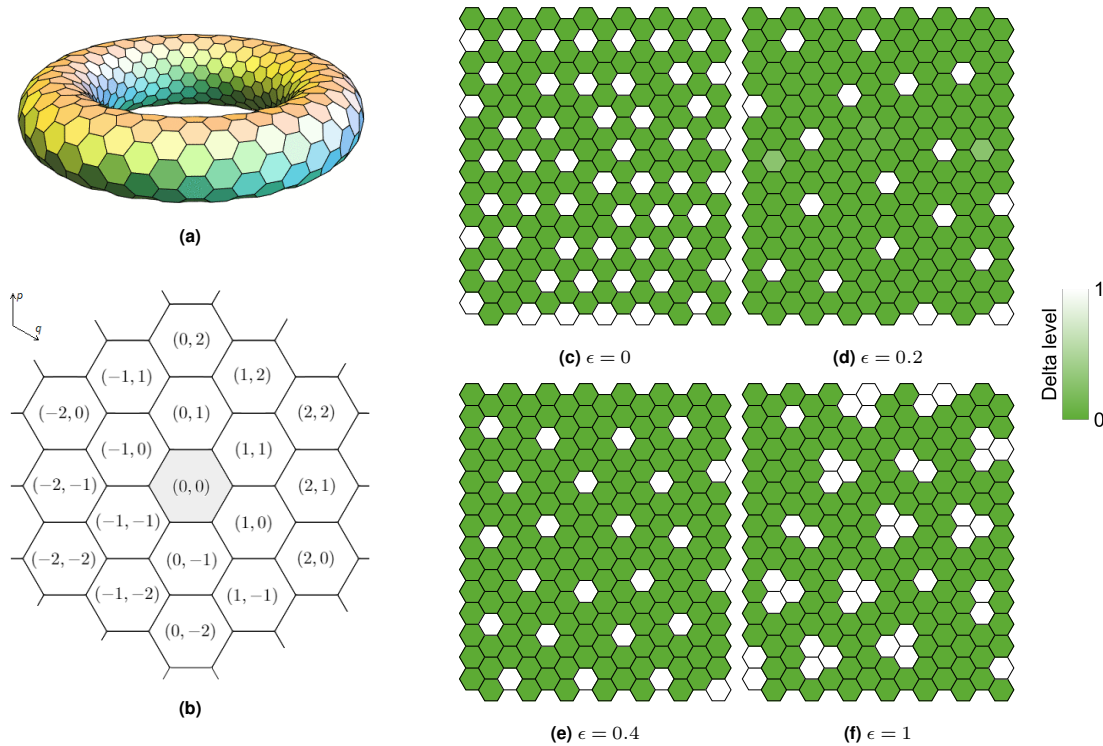 (a)
p
q
(0, 2)
(−1, 1)
(1, 2)
(−2, 0)
(0, 1)
(2, 2)
(−1, 0)
(1, 1)
(−2, −1)
(0, 0)
(2, 1)
(−1, −1)
(1, 0)
(−2, −2)
(0, −1)
(2, 0)
(−1, −2)
(1, −1)
(0, −2)
(b)
(c) ϵ = 0
(d) ϵ = 0.2
(e) ϵ = 0.4
(f) ϵ = 1
Delta level
1
0